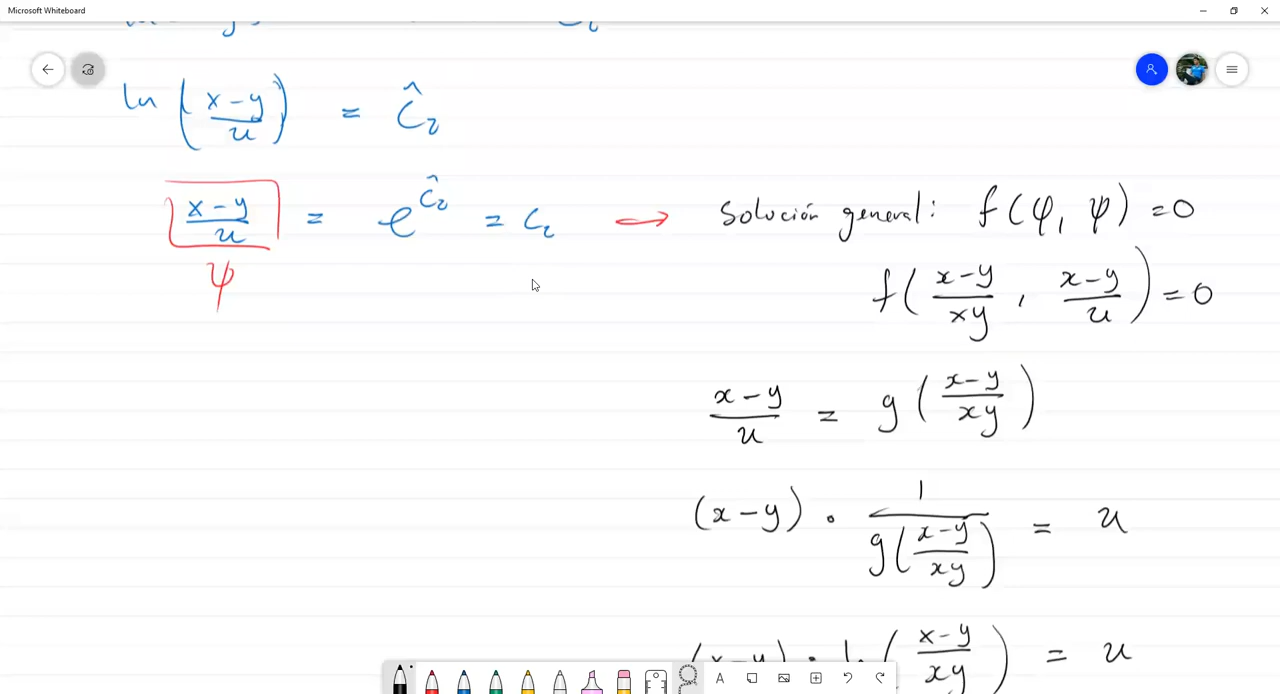 Microsoft Whiteboard
ln ( (x-y)/u ) = Ĉ₂
(x-y)/u = e^Ĉ₂ = C₂ → Solución general: f(φ, ψ) = 0
ψ
f( (x-y)/xy , (x-y)/u ) = 0
(x-y)/u = g( (x-y)/xy )
(x-y) · 1/g( (x-y)/xy ) = u
(x-y) · h( (x-y)/xy ) = u